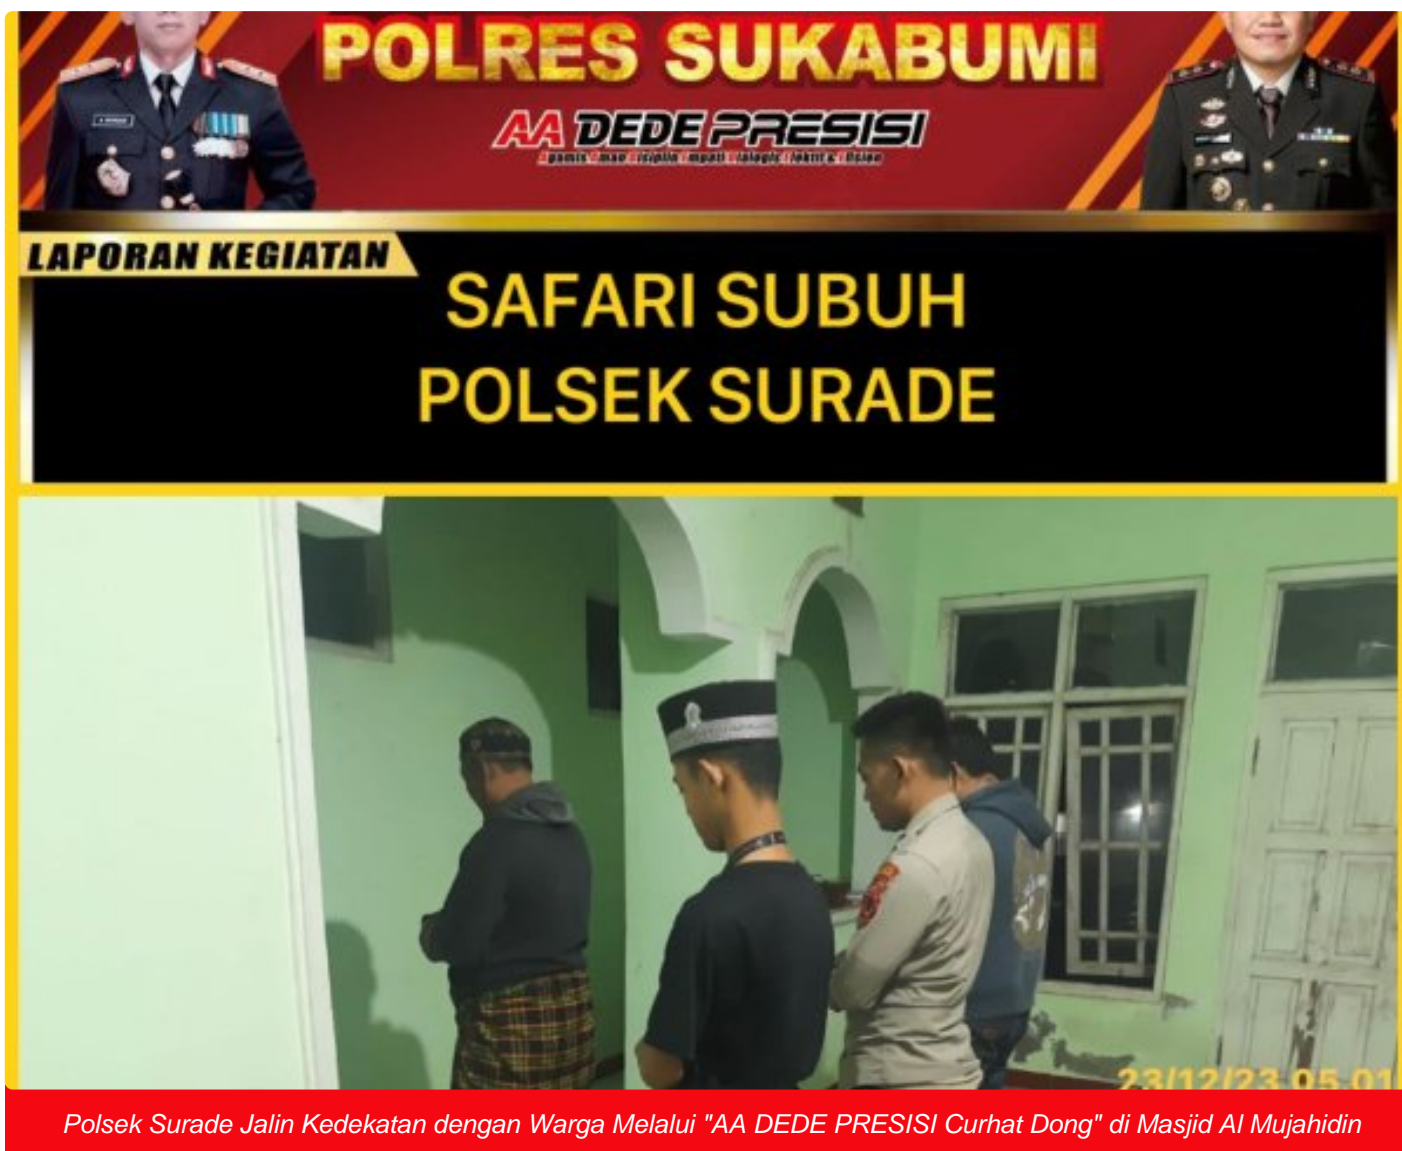 POLRES SUKABUMI
AA DEDE PRESISI
LAPORAN KEGIATAN
SAFARI SUBUH
POLSEK SURADE
23/12/23 05.01
Polsek Surade Jalin Kedekatan dengan Warga Melalui "AA DEDE PRESISI Curhat Dong" di Masjid Al Mujahidin